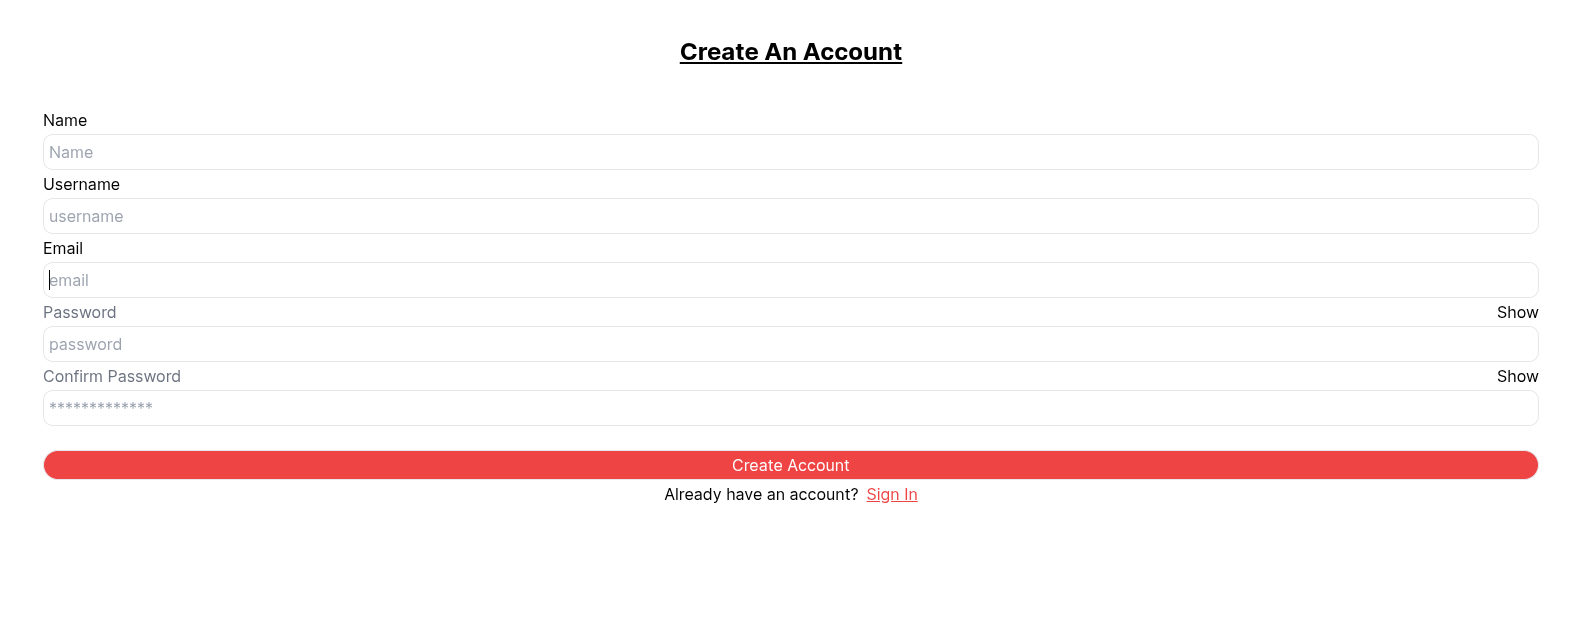 Create An Account
Name
Name
Username
username
Email
email
Password Show
password
Confirm Password Show
*************
Create Account
Already have an account? Sign In